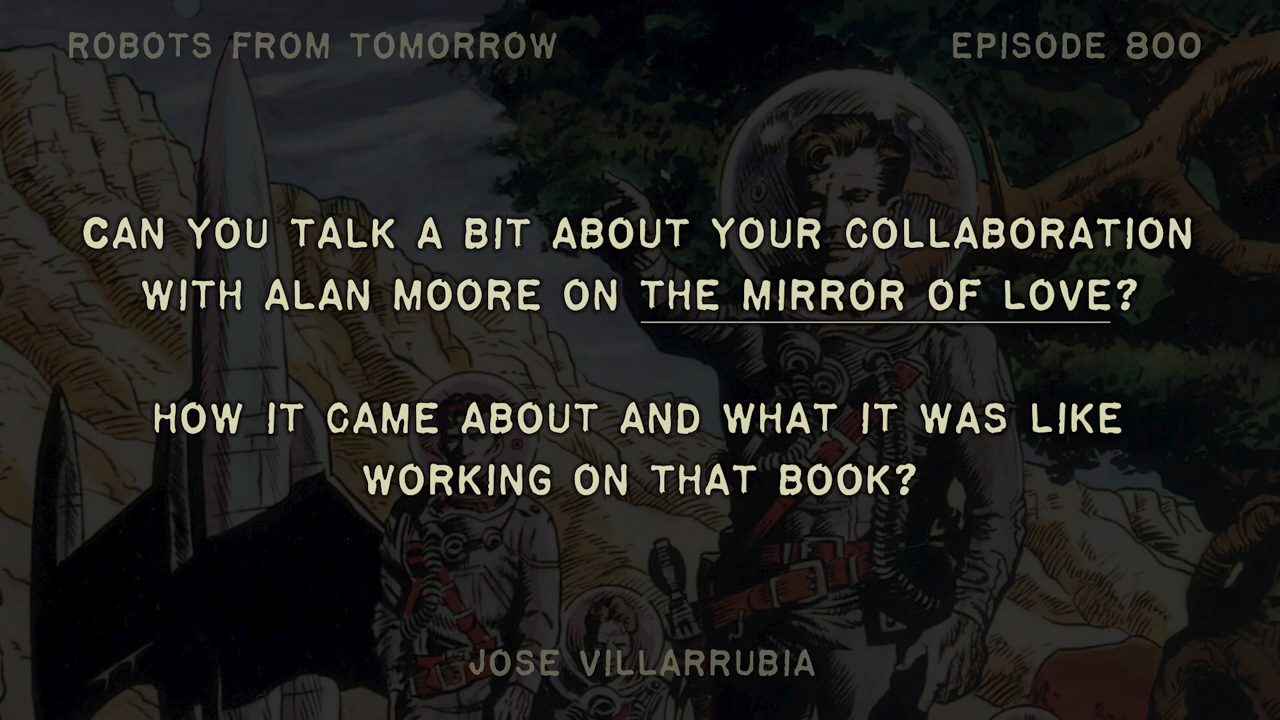 ROBOTS FROM TOMORROW
EPISODE 800
CAN YOU TALK A BIT ABOUT YOUR COLLABORATION
WITH ALAN MOORE ON THE MIRROR OF LOVE?
HOW IT CAME ABOUT AND WHAT IT WAS LIKE
WORKING ON THAT BOOK?
JOSE VILLARRUBIA